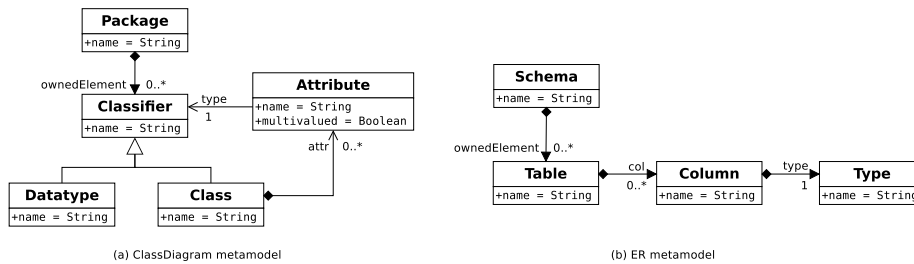 Package
+name = String
ownedElement 0..*
Classifier
+name = String
type
1
Attribute
+name = String
+multivalued = Boolean
attr 0..*
Datatype
+name = String
Class
+name = String
(a) ClassDiagram metamodel
Schema
+name = String
ownedElement 0..*
Table
+name = String
col
0..*
Column
+name = String
type
1
Type
+name = String
(b) ER metamodel